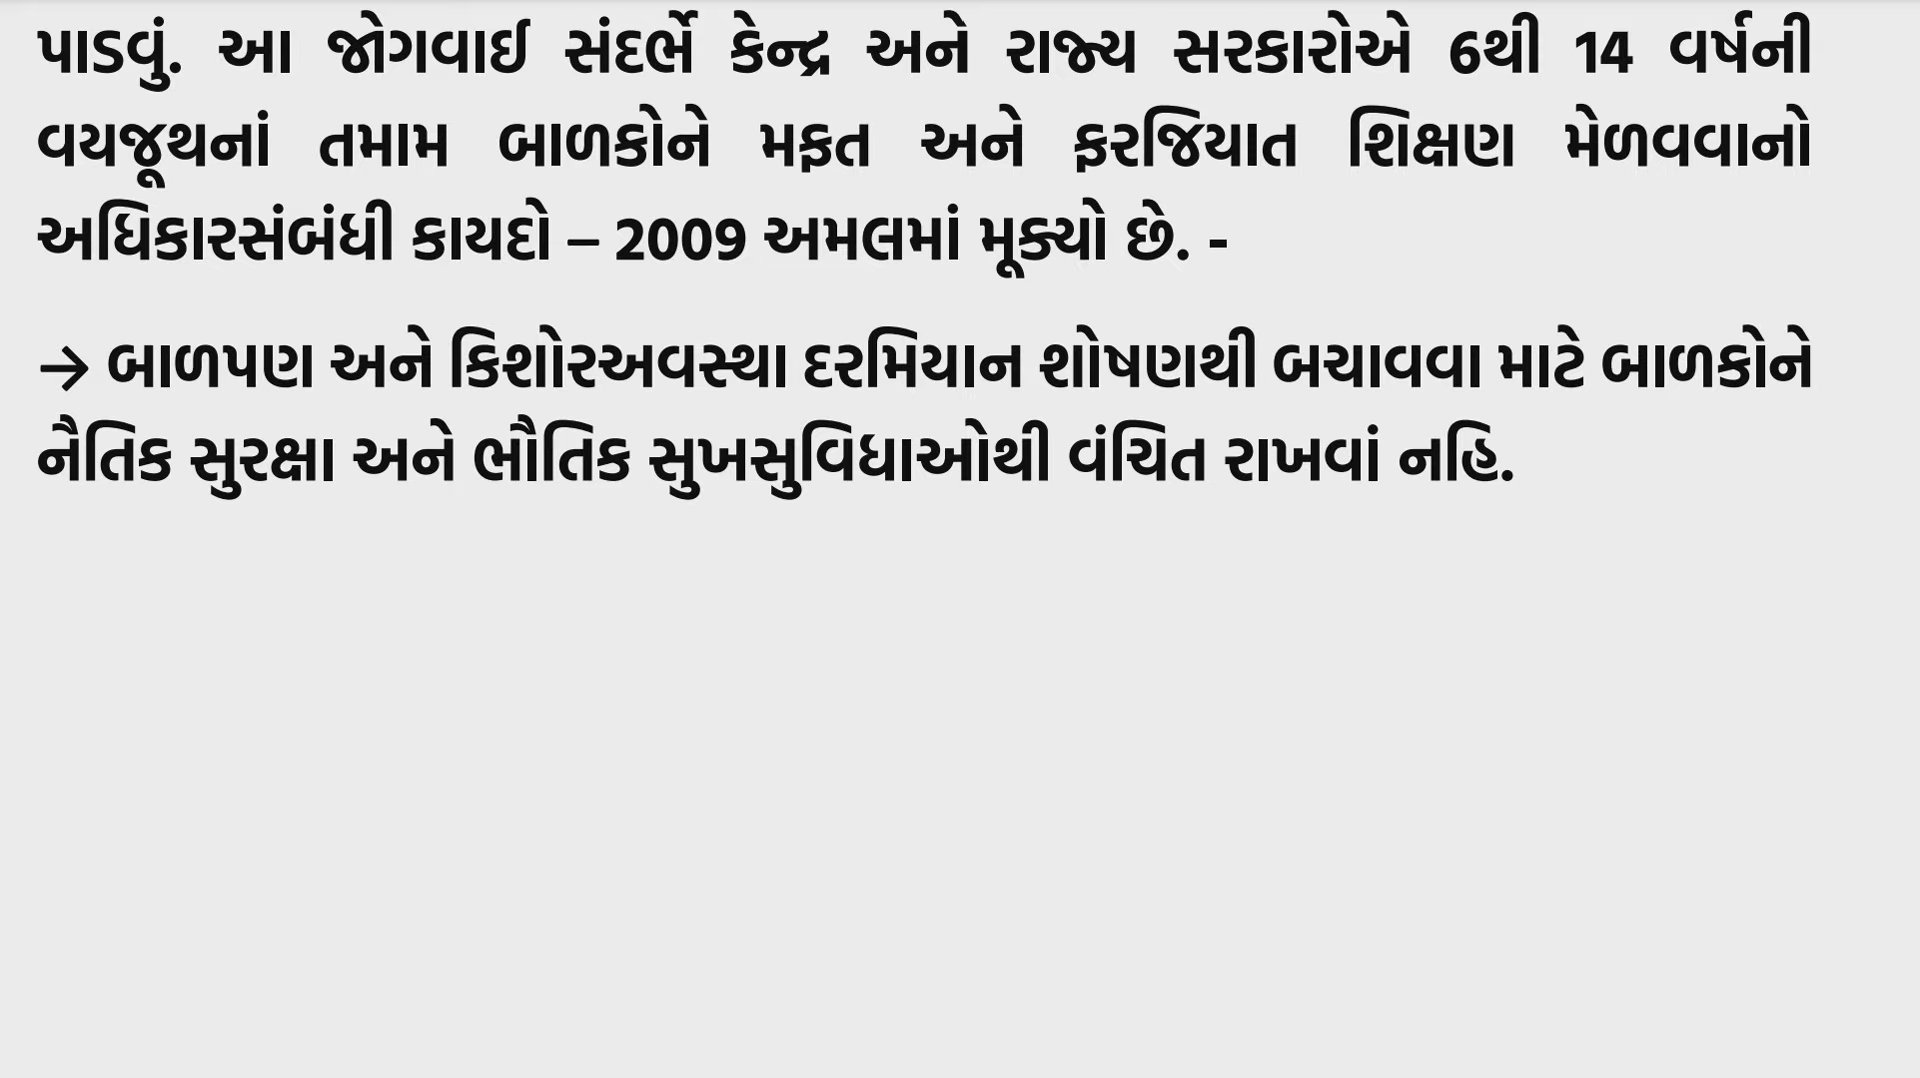 પાડવું. આ જોગવાઈ સંદર્ભે કેન્દ્ર અને રાજ્ય સરકારોએ 6થી 14 વર્ષની
વયજૂથનાં તમામ બાળકોને મફત અને ફરજિયાત શિક્ષણ મેળવવાનો
અધિકારસંબંધી કાયદો – 2009 અમલમાં મૂક્યો છે. -
→ બાળપણ અને કિશોરઅવસ્થા દરમિયાન શોષણથી બચાવવા માટે બાળકોને
નૈતિક સુરક્ષા અને ભૌતિક સુખસુવિધાઓથી વંચિત રાખવાં નહિ.